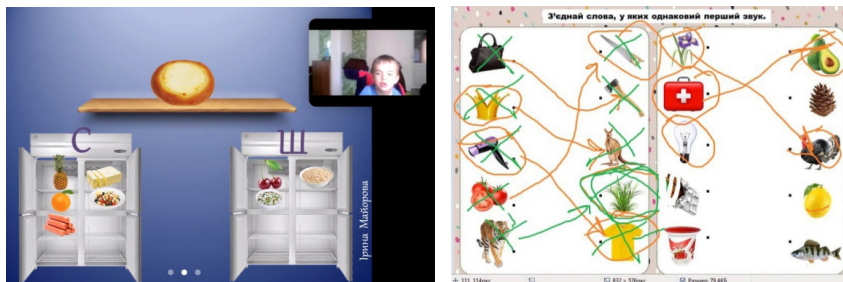 С
Ш
Ірина Майорова
З’єднай слова, у яких однаковий перший звук.